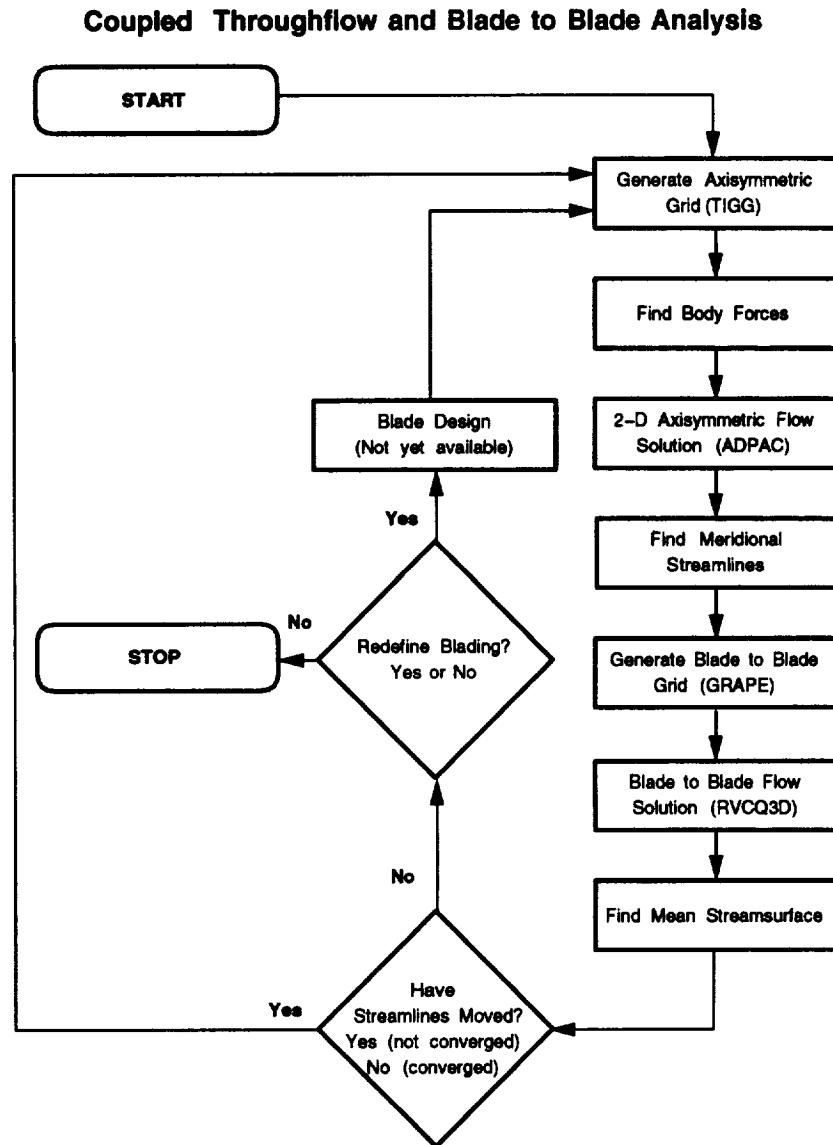 Coupled Throughflow and Blade to Blade Analysis
START
Generate Axisymmetric
Grid (TIGG)
Find Body Forces
2-D Axisymmetric Flow
Solution (ADPAC)
Find Meridional
Streamlines
Generate Blade to Blade
Grid (GRAPE)
Blade to Blade Flow
Solution (RVCQ3D)
Find Mean Streamsurface
Have
Streamlines Moved?
Yes (not converged)
No (converged)
Yes
No
Redefine Blading?
Yes or No
No
STOP
Yes
Blade Design
(Not yet available)